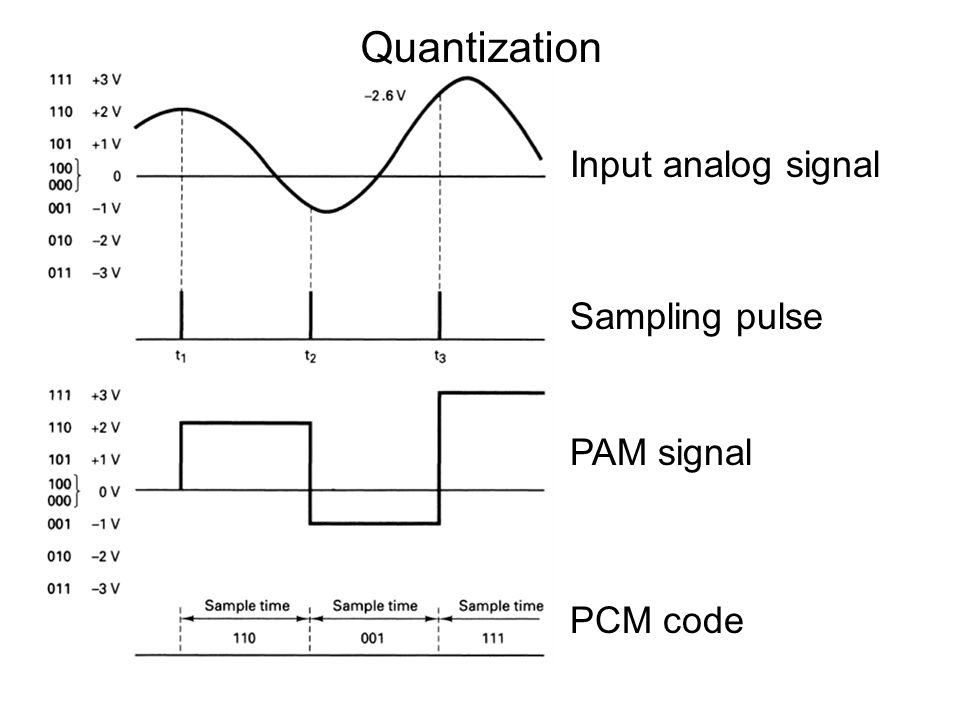 Quantization
111 +3 V
−2.6 V
110 +2 V
101 +1 V
100
000 } 0
001 −1 V
010 −2 V
011 −3 V
Input analog signal
Sampling pulse
t1 t2 t3
111 +3 V
110 +2 V
101 +1 V
100
000 } 0 V
001 −1 V
010 −2 V
011 −3 V
PAM signal
Sample time Sample time Sample time
110 001 111
PCM code